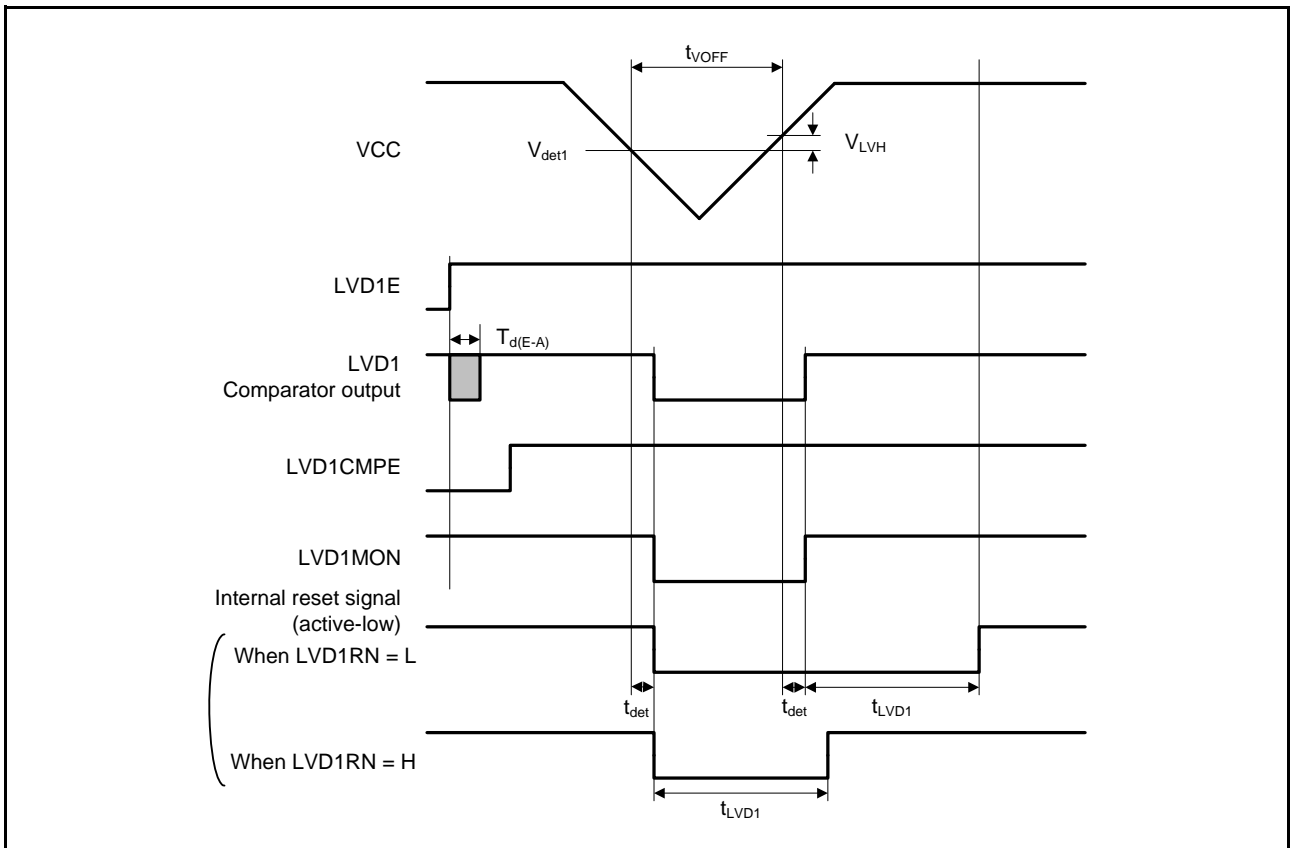 tVOFF
VCC
Vdet1
VLVH
LVD1E
Td(E-A)
LVD1
Comparator output
LVD1CMPE
LVD1MON
Internal reset signal
(active-low)
When LVD1RN = L
tdet
tdet
tLVD1
When LVD1RN = H
tLVD1